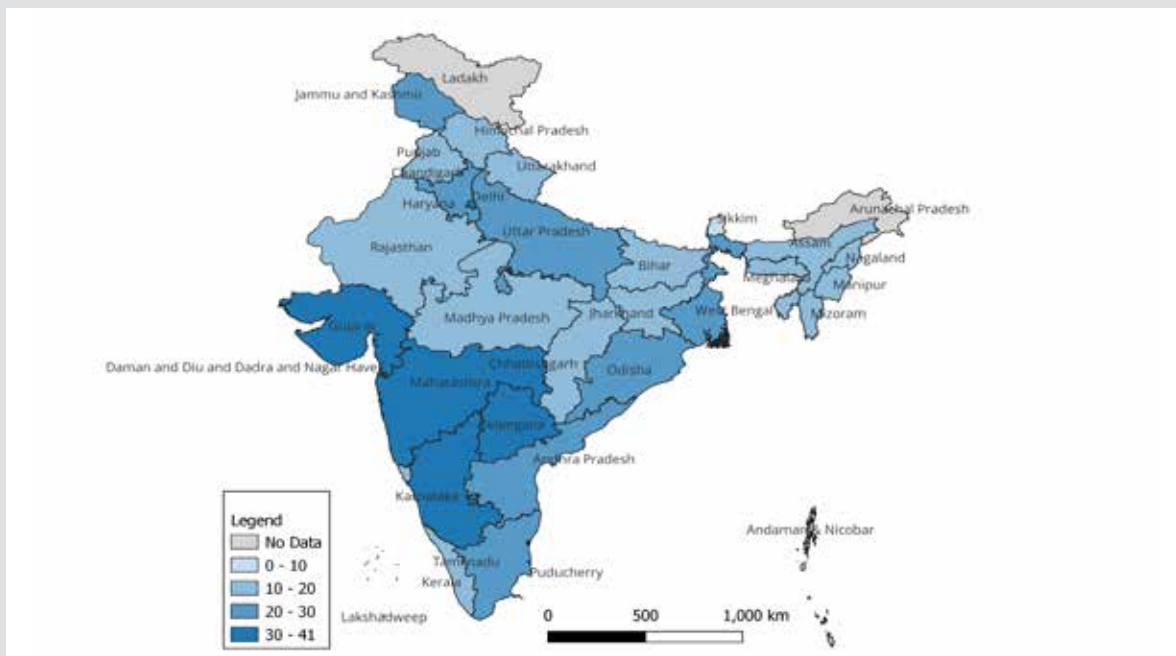 Ladakh
Jammu and Kashmir
Himachal Pradesh
Punjab
Uttarakhand
Chandigarh
Haryana
Delhi
Sikkim
Arunachal Pradesh
Rajasthan
Uttar Pradesh
Assam
Bihar
Nagaland
Meghalaya
Manipur
Madhya Pradesh
Jharkhand
West Bengal
Mizoram
Gujarat
Daman and Diu and Dadra and Nagar Have
Chhattisgarh
Odisha
Maharashtra
Telangana
Andhra Pradesh
Karnataka
Legend
No Data
0 - 10
10 - 20
20 - 30
30 - 41
Andaman & Nicobar
Tamilnadu
Puducherry
Kerala
Lakshadweep
0 500 1,000 km